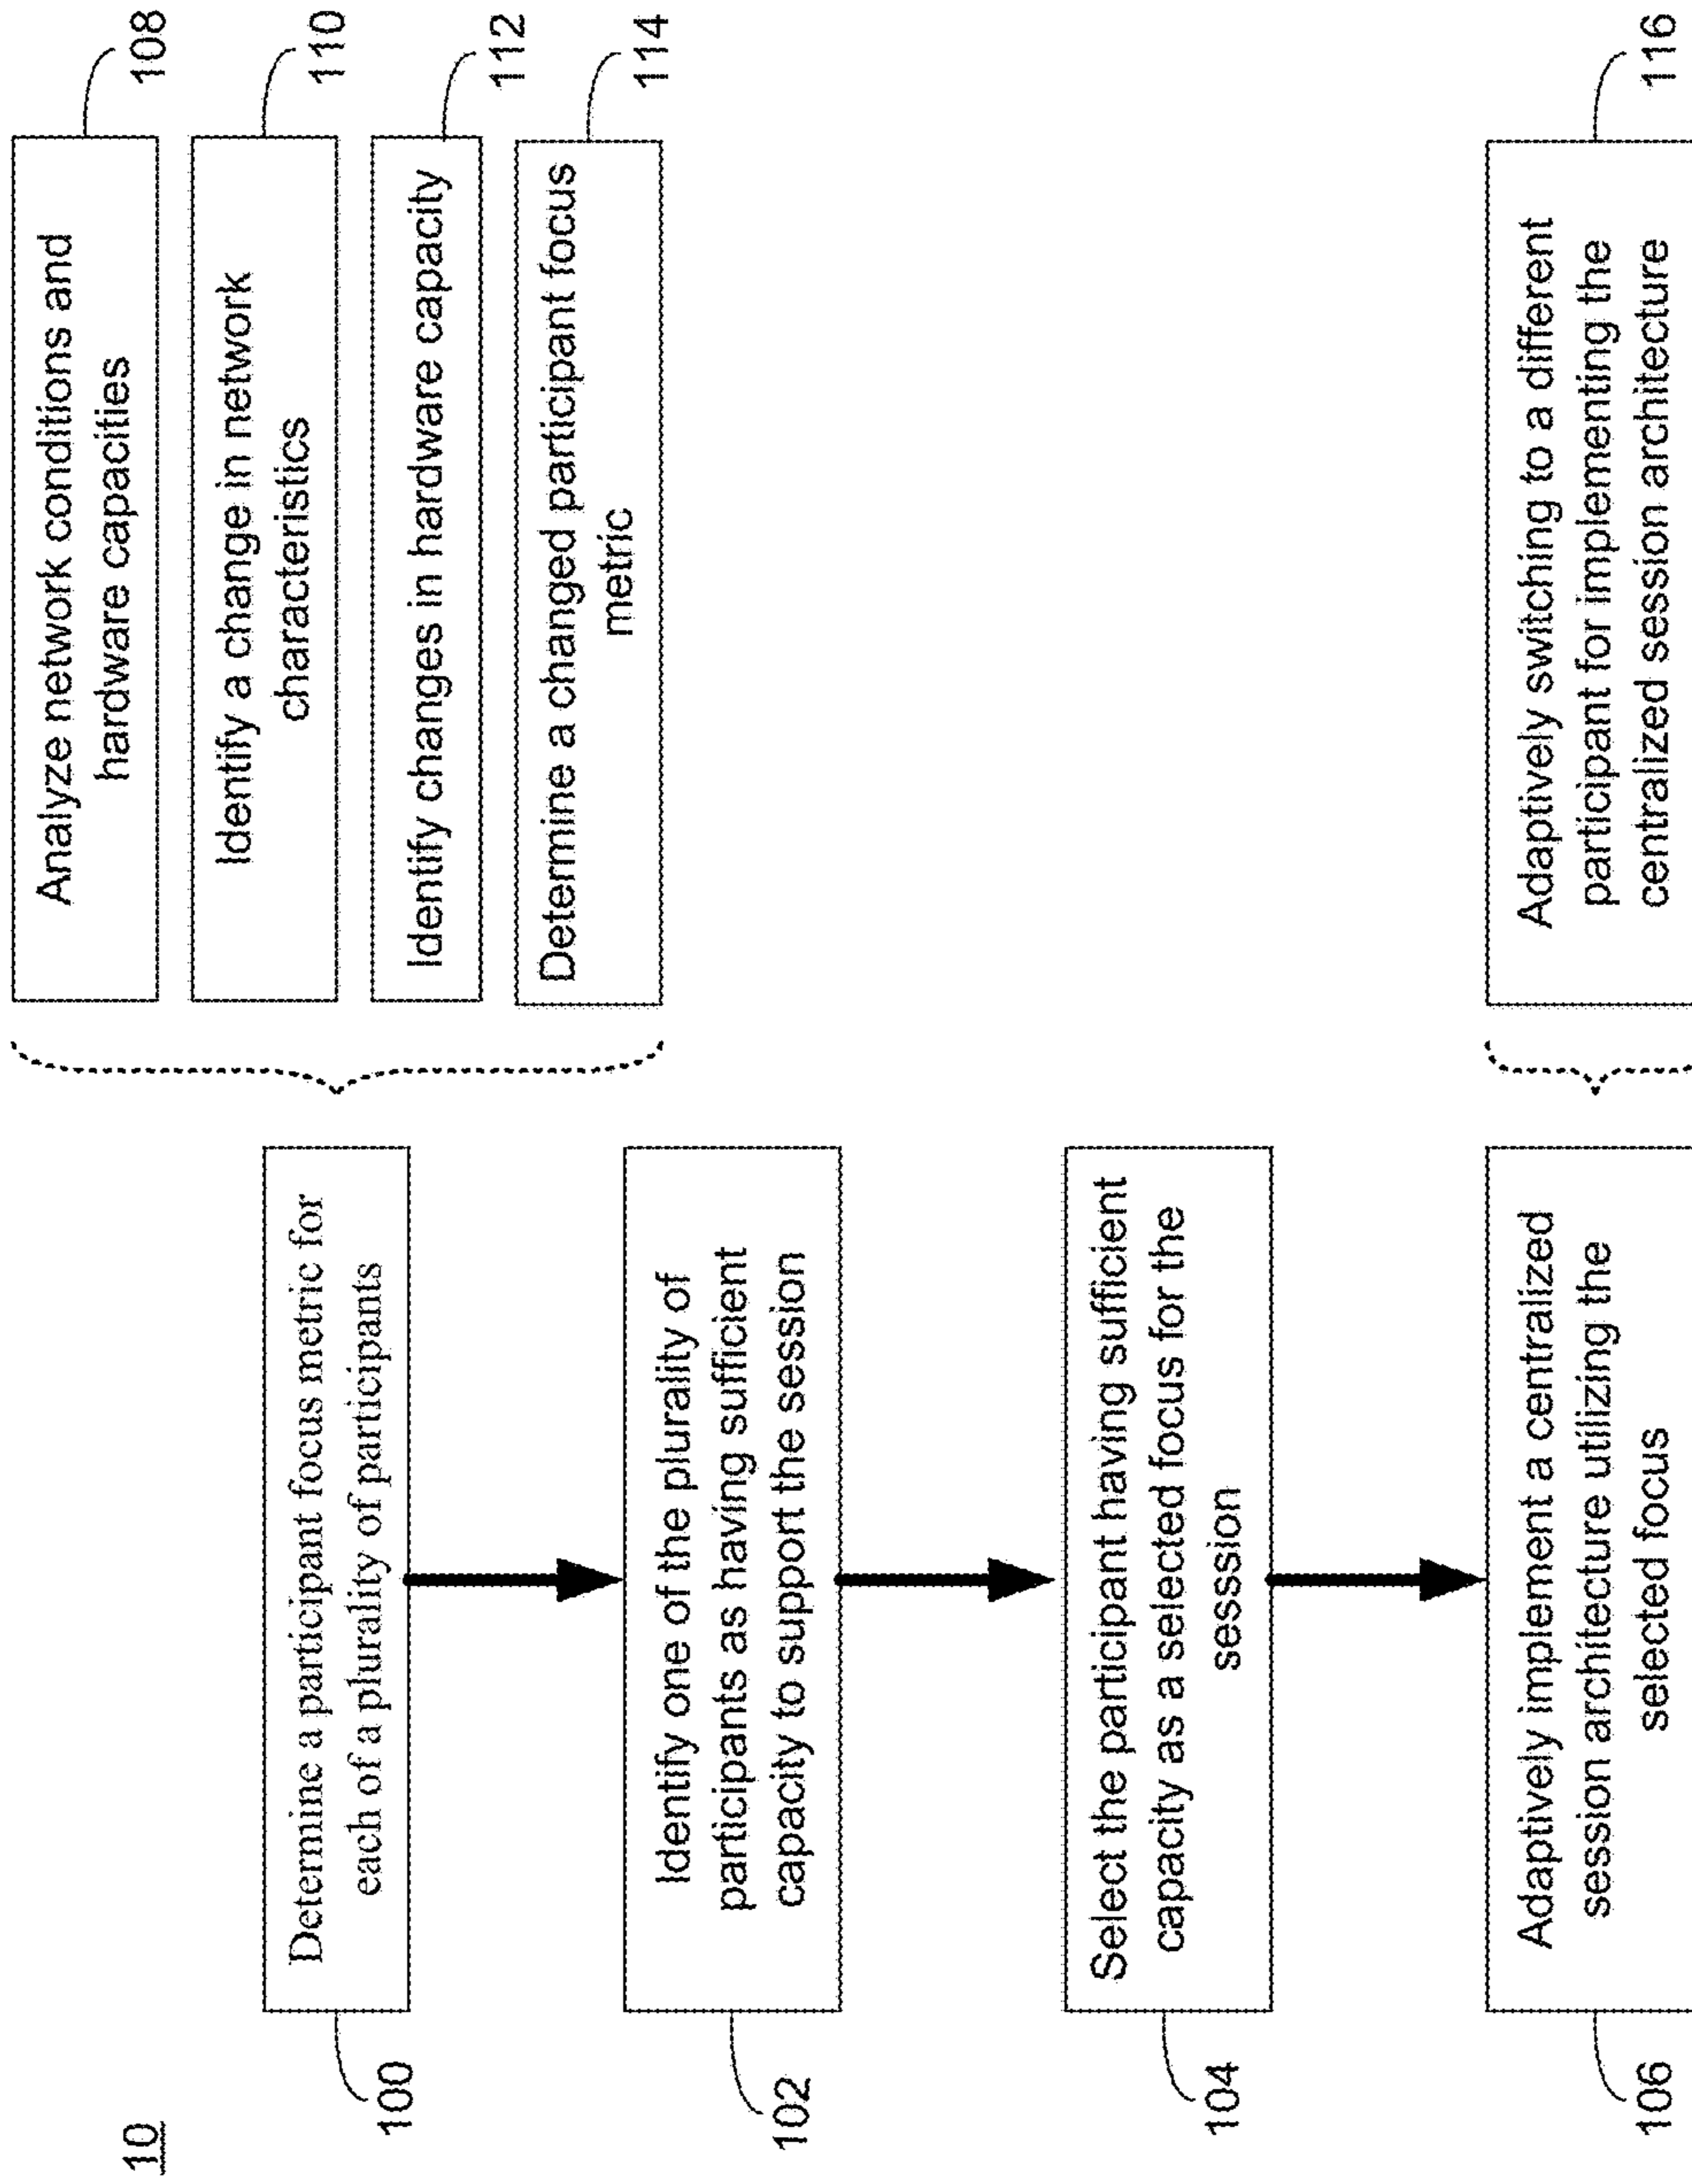 10
100
Determine a participant focus metric for
each of a plurality of participants
102
Identify one of the plurality of
participants as having sufficient
capacity to support the session
104
Select the participant having sufficient
capacity as a selected focus for the
sesssion
106
Adaptively implement a centralized
session architecture utilizing the
selected focus
Analyze network conditions and
hardware capacities
108
Identify a change in network
characteristics
110
Identify changes in hardware capacity
112
Determine a changed participant focus
metric
114
Adaptively switching to a different
participant for implementing the
centralized session architecture
116